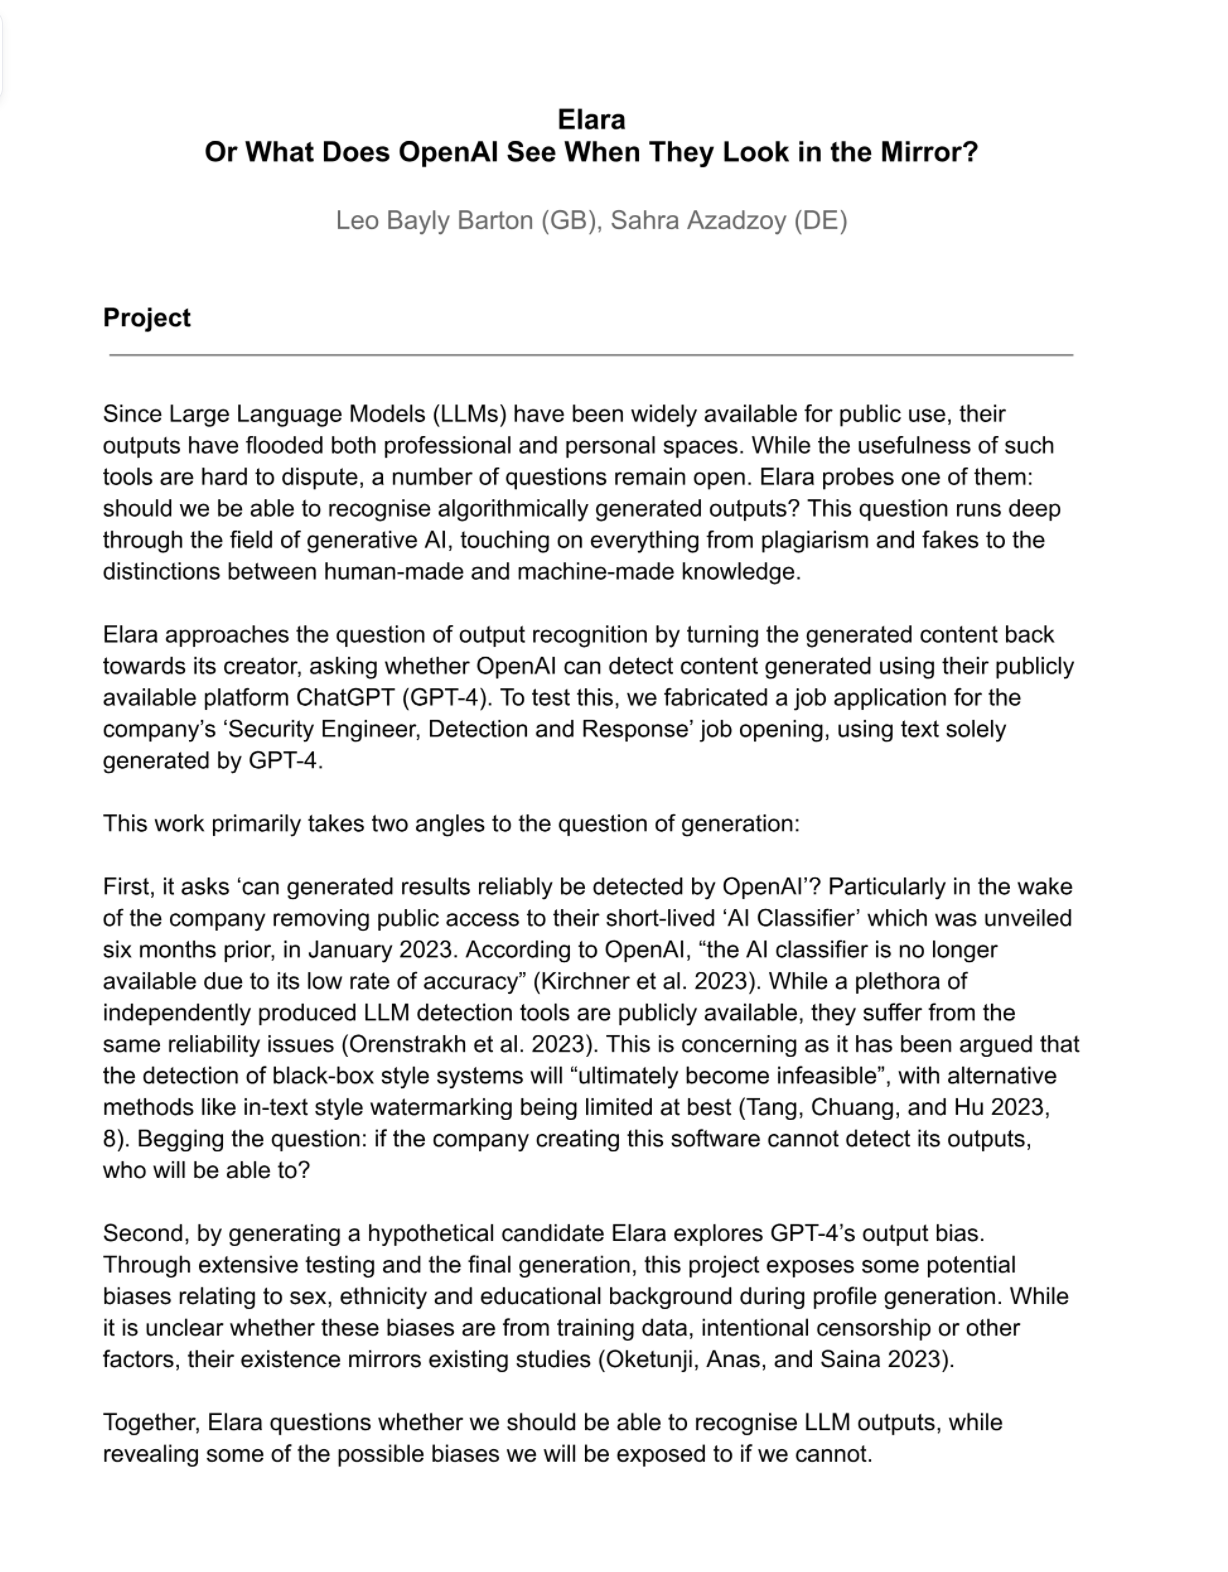 Elara
Or What Does OpenAI See When They Look in the Mirror?
Leo Bayly Barton (GB), Sahra Azadzoy (DE)
Project
Since Large Language Models (LLMs) have been widely available for public use, their
outputs have flooded both professional and personal spaces. While the usefulness of such
tools are hard to dispute, a number of questions remain open. Elara probes one of them:
should we be able to recognise algorithmically generated outputs? This question runs deep
through the field of generative AI, touching on everything from plagiarism and fakes to the
distinctions between human-made and machine-made knowledge.
Elara approaches the question of output recognition by turning the generated content back
towards its creator, asking whether OpenAI can detect content generated using their publicly
available platform ChatGPT (GPT-4). To test this, we fabricated a job application for the
company’s ‘Security Engineer, Detection and Response’ job opening, using text solely
generated by GPT-4.
This work primarily takes two angles to the question of generation:
First, it asks ‘can generated results reliably be detected by OpenAI’? Particularly in the wake
of the company removing public access to their short-lived ‘AI Classifier’ which was unveiled
six months prior, in January 2023. According to OpenAI, “the AI classifier is no longer
available due to its low rate of accuracy” (Kirchner et al. 2023). While a plethora of
independently produced LLM detection tools are publicly available, they suffer from the
same reliability issues (Orenstrakh et al. 2023). This is concerning as it has been argued that
the detection of black-box style systems will “ultimately become infeasible”, with alternative
methods like in-text style watermarking being limited at best (Tang, Chuang, and Hu 2023,
8). Begging the question: if the company creating this software cannot detect its outputs,
who will be able to?
Second, by generating a hypothetical candidate Elara explores GPT-4’s output bias.
Through extensive testing and the final generation, this project exposes some potential
biases relating to sex, ethnicity and educational background during profile generation. While
it is unclear whether these biases are from training data, intentional censorship or other
factors, their existence mirrors existing studies (Oketunji, Anas, and Saina 2023).
Together, Elara questions whether we should be able to recognise LLM outputs, while
revealing some of the possible biases we will be exposed to if we cannot.